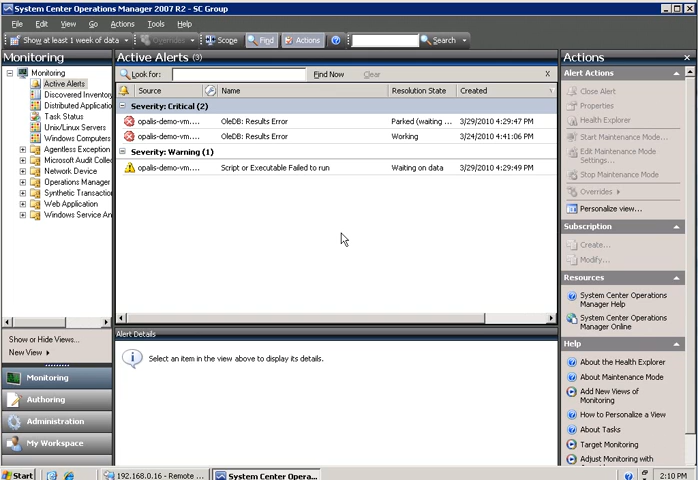 System Center Operations Manager 2007 R2 - SC Group
File Edit View Go Actions Tools Help
Show at least 1 week of data Overrides Scope Find Actions Search
Monitoring
Monitoring
Active Alerts
Discovered Inventory
Distributed Applicatio
Task Status
Unix/Linux Servers
Windows Computers
Agentless Exception
Microsoft Audit Collec
Network Device
Operations Manager
Synthetic Transaction
Web Application
Windows Service An
Show or Hide Views...
New View
Monitoring
Authoring
Administration
My Workspace
Active Alerts (3)
Look for: Find Now Clear X
Source Name Resolution State Created
Severity: Critical (2)
opalis-demo-vm.... OleDB: Results Error Parked (waiting ... 3/29/2010 4:29:47 PM
opalis-demo-vm.... OleDB: Results Error Working 3/24/2010 4:41:06 PM
Severity: Warning (1)
opalis-demo-vm.... Script or Executable Failed to run Waiting on data 3/29/2010 4:29:49 PM
Alert Details
Select an item in the view above to display its details.
Actions
Alert Actions
Close Alert
Properties
Health Explorer
Start Maintenance Mode...
Edit Maintenance Mode
Settings...
Stop Maintenance Mode
Overrides
Personalize view...
Subscription
Create...
Modify...
Resources
System Center Operations
Manager Help
System Center Operations
Manager Online
Help
About the Health Explorer
About Maintenance Mode
Add New Views of
Monitoring
How to Personalize a View
About Tasks
Target Monitoring
Adjust Monitoring with
Start 192.168.0.16 - Remote ... System Center Opera... 2:10 PM